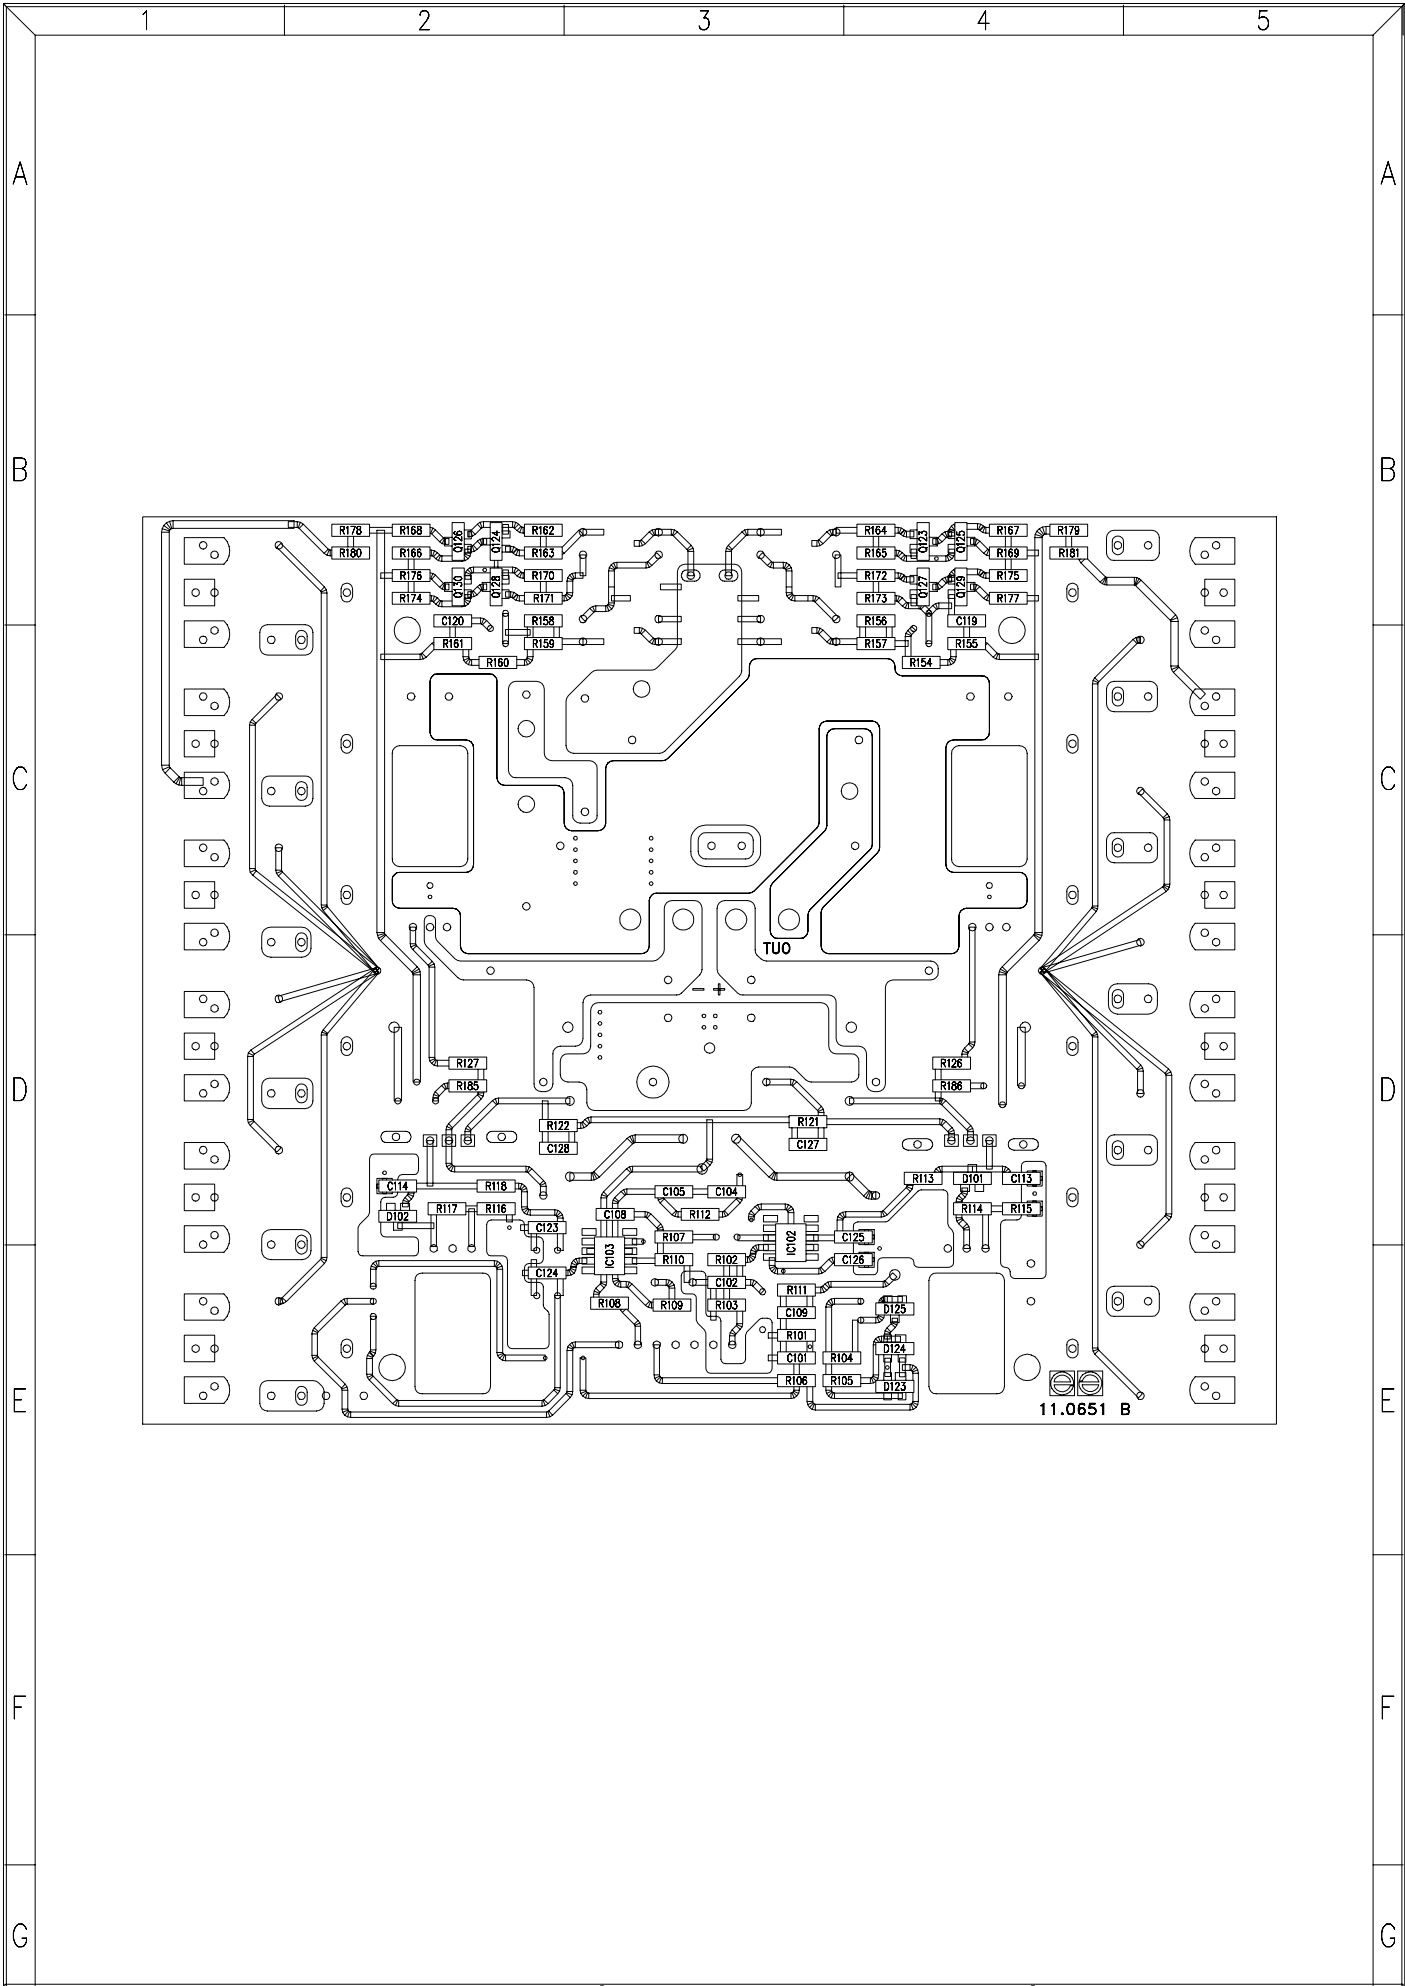 1 2 3 4 5
A A
B B
R178 R168 Q126 Q124 R162 R164 Q123 Q125 R167 R179
R180 R166 R163 R165 R169 R181
R176 Q130 Q128 R170 R172 Q127 Q129 R175
R174 R171 R173 R177
C120 R158 R156 C119
R161 R159 R157 R155
R160 R154
C C
TUO
- +
R127 R126
D D
R185 R186
R122 R121
C128 C127
C114 R118 C105 C104 R113 D101 C113
D102 R117 R116 C108 R112 R114 R115
C123 R107 IC102 C125
IC103 R110 R102 C126
C124 C102 R111
R108 R109 R103 C109 D125
R101
C101 R104 D124
R106 R105 D123
E E
11.0651 B
F F
G G